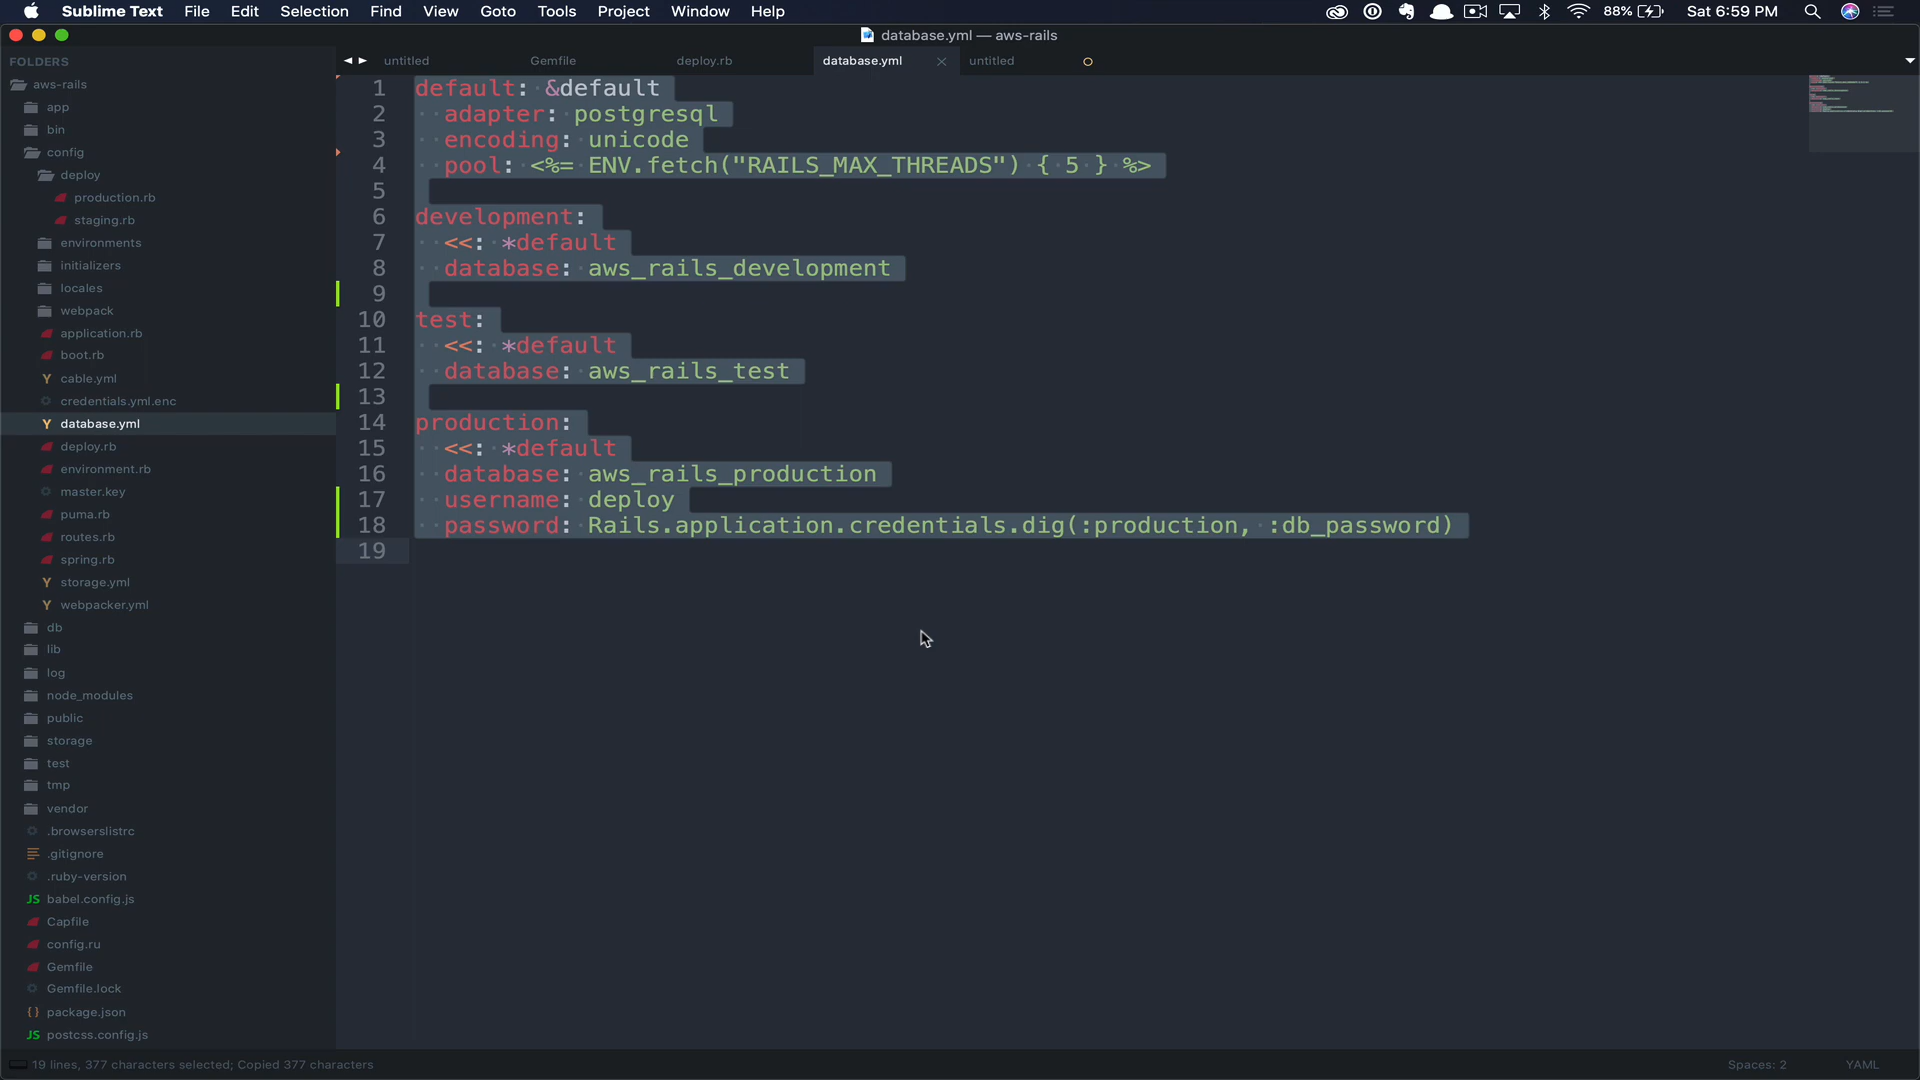 Sublime Text File Edit Selection Find View Goto Tools Project Window Help 88% Sat 6:59 PM
database.yml — aws-rails
FOLDERS
aws-rails
app
bin
config
deploy
production.rb
staging.rb
environments
initializers
locales
webpack
application.rb
boot.rb
cable.yml
credentials.yml.enc
database.yml
deploy.rb
environment.rb
master.key
puma.rb
routes.rb
spring.rb
storage.yml
webpacker.yml
db
lib
log
node_modules
public
storage
test
tmp
vendor
.browserslistrc
.gitignore
.ruby-version
JS babel.config.js
Capfile
config.ru
Gemfile
Gemfile.lock
package.json
JS postcss.config.js
untitled Gemfile deploy.rb database.yml untitled
1 default: &default
2 adapter: postgresql
3 encoding: unicode
4 pool: <%= ENV.fetch("RAILS_MAX_THREADS") { 5 } %>
5
6 development:
7 <<: *default
8 database: aws_rails_development
9
10 test:
11 <<: *default
12 database: aws_rails_test
13
14 production:
15 <<: *default
16 database: aws_rails_production
17 username: deploy
18 password: Rails.application.credentials.dig(:production, :db_password)
19
19 lines, 377 characters selected; Copied 377 characters Spaces: 2 YAML